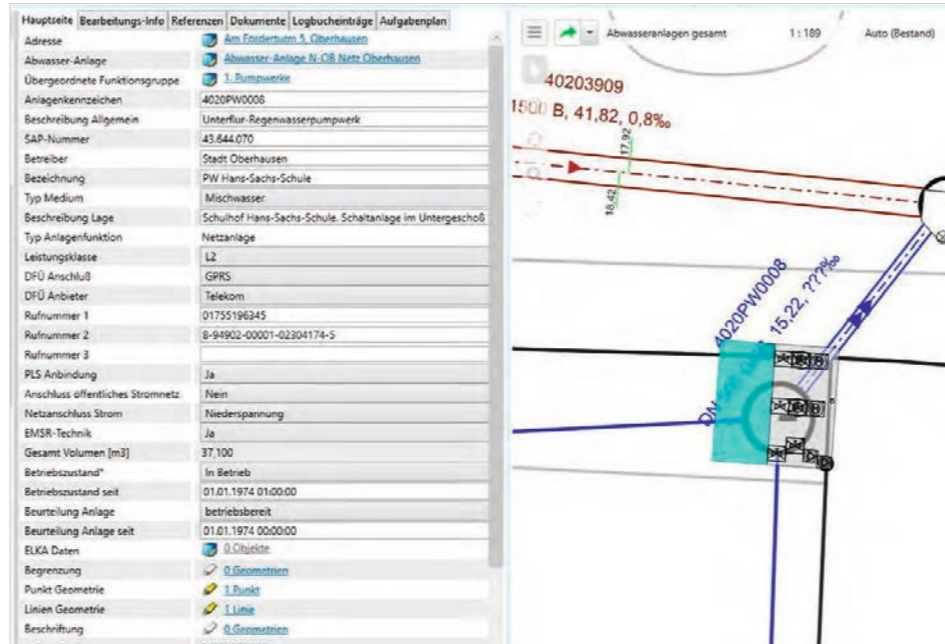 Hauptseite Bearbeitungs-Info Referenzen Dokumente Logbucheinträge Aufgabenplan
Adresse Am Förderturm 5, Oberhausen
Abwasser-Anlage Abwasser-Anlage N-OB Netz Oberhausen
Übergeordnete Funktionsgruppe 1. Pumpwerke
Anlagenkennzeichen 4020PW0008
Beschreibung Allgemein Unterflur-Regenwasserpumpwerk
SAP-Nummer 43.644.070
Betreiber Stadt Oberhausen
Bezeichnung PW Hans-Sachs-Schule
Typ Medium Mischwasser
Beschreibung Lage Schulhof Hans-Sachs-Schule. Schaltanlage im Untergeschoß
Typ Anlagenfunktion Netzanlage
Leistungsklasse L2
DFÜ Anschluß GPRS
DFÜ Anbieter Telekom
Rufnummer 1 01755196345
Rufnummer 2 8-94902-00001-02304174-5
Rufnummer 3
PLS Anbindung Ja
Anschluss öffentliches Stromnetz Nein
Netzanschluss Strom Niederspannung
EMSR-Technik Ja
Gesamt Volumen [m3] 37,100
Betriebszustand* In Betrieb
Betriebszustand seit 01.01.1974 01:00:00
Beurteilung Anlage betriebsbereit
Beurteilung Anlage seit 01.01.1974 00:00:00
ELKA Daten 0 Objekte
Begrenzung 0 Geometrien
Punkt Geometrie 1 Punkt
Linien Geometrie 1 Linie
Beschriftung 0 Geometrien
Abwasseranlagen gesamt 1 : 189 Auto (Bestand)
40203909
1500 B, 41,82, 0,8‰
17,92
18,42
4020PW0008
15,22, ???‰